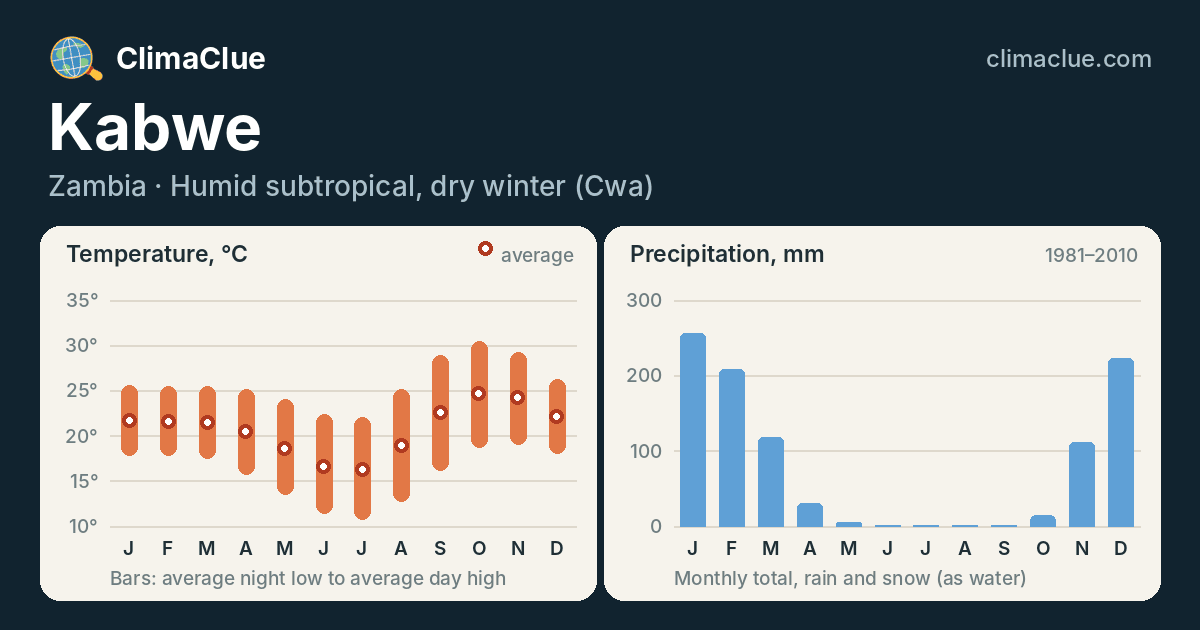 ClimaClue
climaclue.com
Kabwe
Zambia · Humid subtropical, dry winter (Cwa)
Temperature, °C
average
35°
30°
25°
20°
15°
10°
J F M A M J J A S O N D
Bars: average night low to average day high
Precipitation, mm
1981–2010
300
200
100
0
J F M A M J J A S O N D
Monthly total, rain and snow (as water)